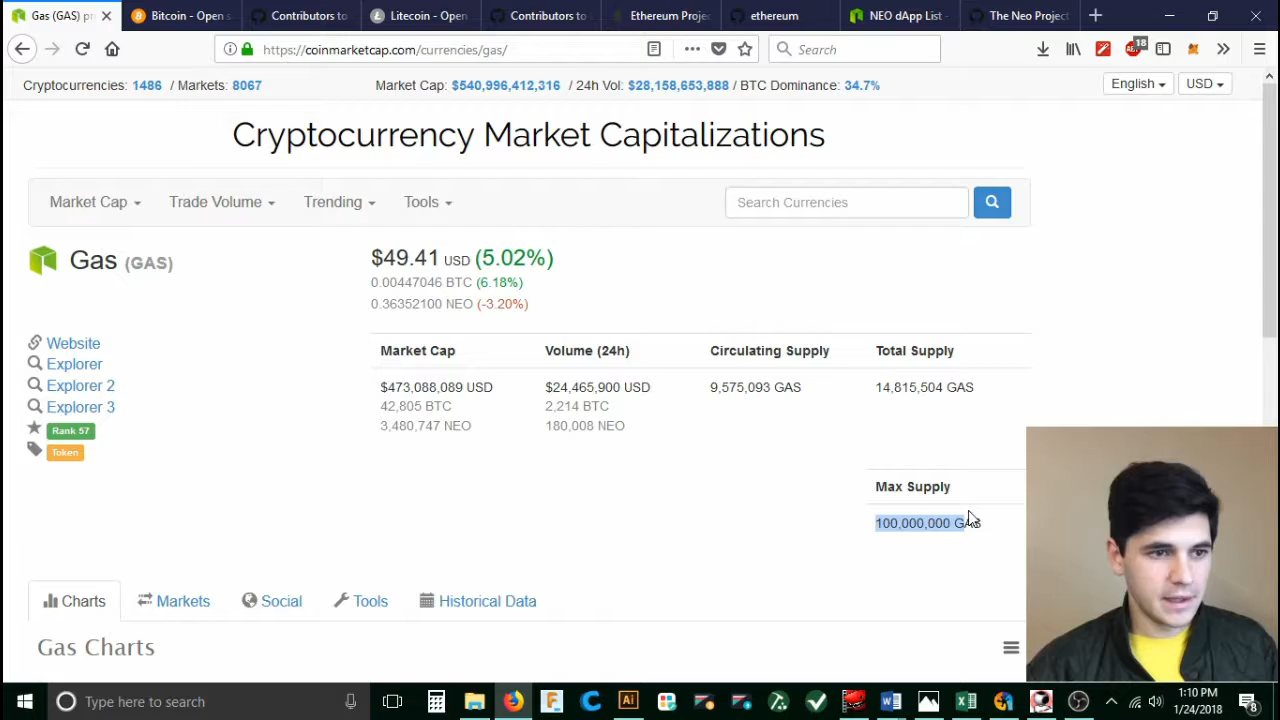 Gas (GAS) pr
Bitcoin - Open s
Contributors to
Litecoin - Open
Contributors to
Ethereum Proje
ethereum
NEO dApp List -
The Neo Project
https://coinmarketcap.com/currencies/gas/
Search
18
Cryptocurrencies: 1486 / Markets: 8067
Market Cap: $540,996,412,316 / 24h Vol: $28,158,653,888 / BTC Dominance: 34.7%
English
USD
Cryptocurrency Market Capitalizations
Market Cap
Trade Volume
Trending
Tools
Search Currencies
Gas (GAS)
$49.41 USD (5.02%)
0.00447046 BTC (6.18%)
0.36352100 NEO (-3.20%)
Website
Explorer
Explorer 2
Explorer 3
Rank 57
Token
Market Cap
Volume (24h)
Circulating Supply
Total Supply
$473,088,089 USD
$24,465,900 USD
9,575,093 GAS
14,815,504 GAS
42,805 BTC
2,214 BTC
3,480,747 NEO
180,008 NEO
Max Supply
100,000,000 GAS
Charts
Markets
Social
Tools
Historical Data
Gas Charts
Type here to search
1:10 PM
1/24/2018
8